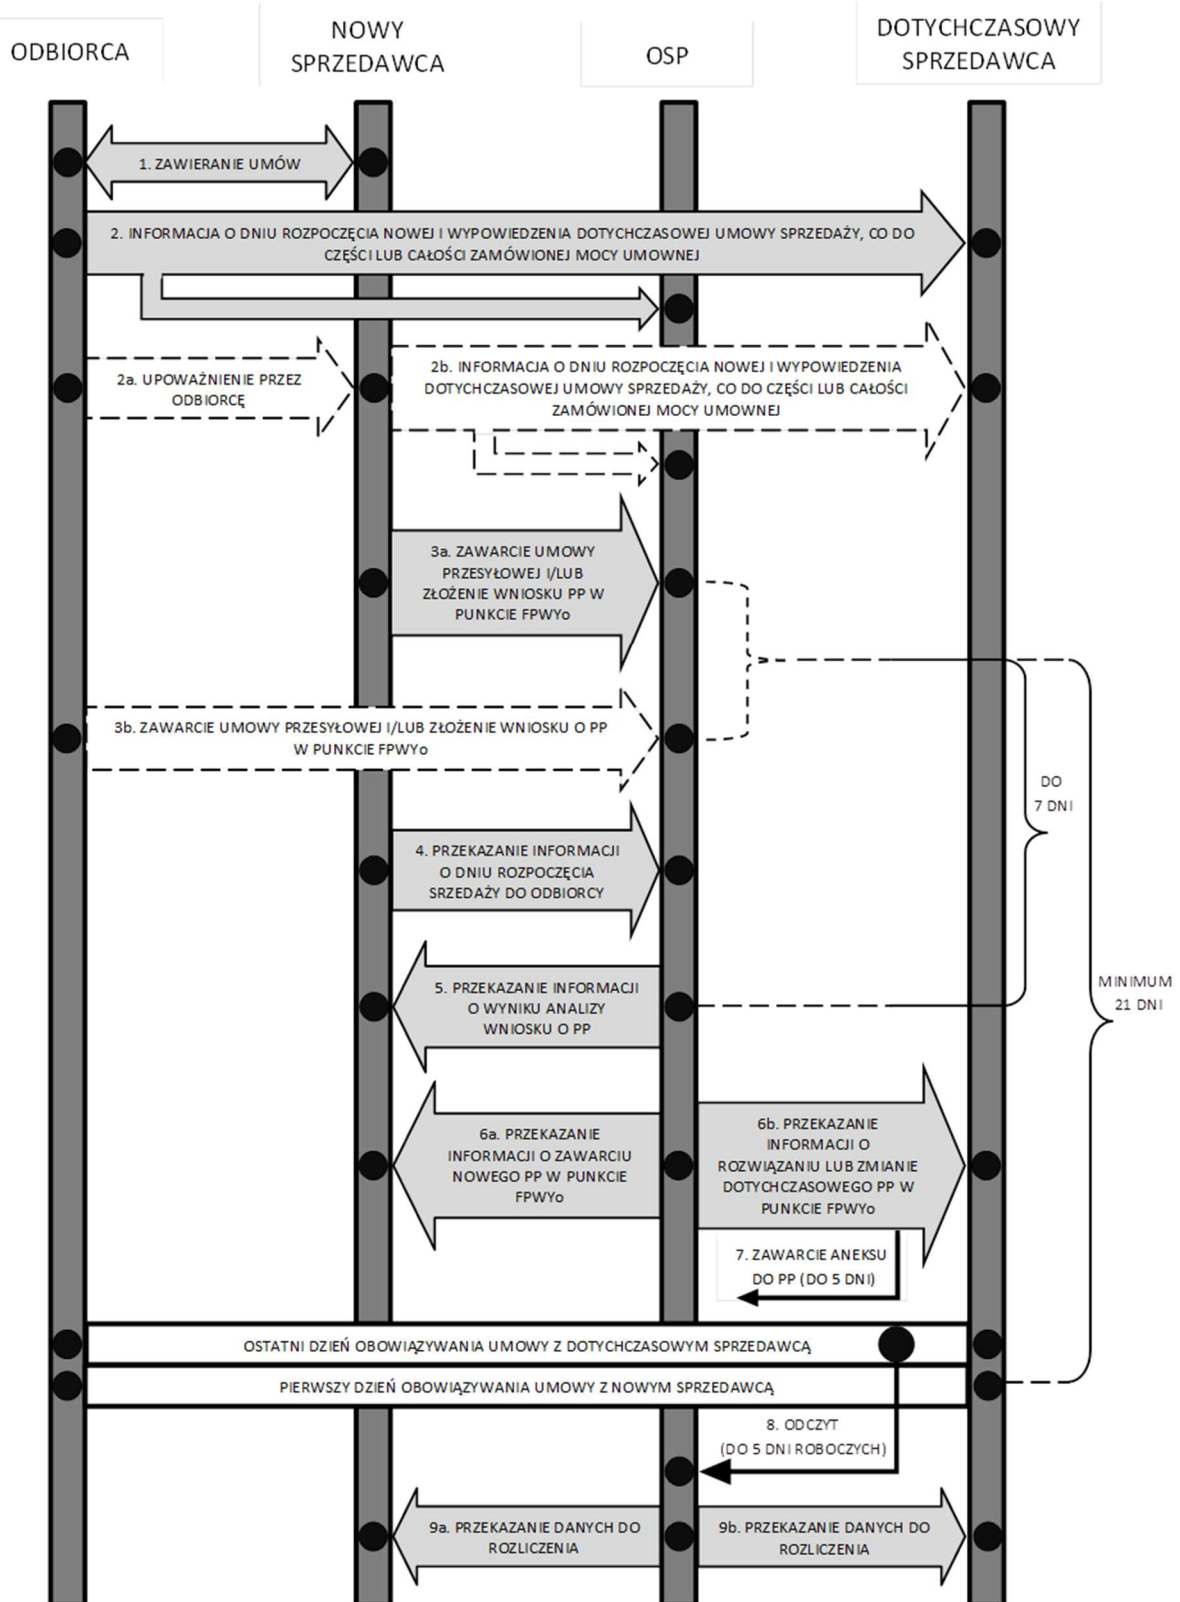 ODBIORCA
NOWY
SPRZEDAWCA
OSP
DOTYCHCZASOWY
SPRZEDAWCA
1. ZAWIERANIE UMÓW
2. INFORMACJA O DNIU ROZPOCZĘCIA NOWEJ I WYPOWIEDZENIA DOTYCHCZASOWEJ UMOWY SPRZEDAŻY, CO DO
CZĘŚCI LUB CAŁOŚCI ZAMÓWIONEJ MOCY UMOWNEJ
2a. UPOWAŻNIENIE PRZEZ
ODBIORCĘ
2b. INFORMACJA O DNIU ROZPOCZĘCIA NOWEJ I WYPOWIEDZENIA
DOTYCHCZASOWEJ UMOWY SPRZEDAŻY, CO DO CZĘŚCI LUB CAŁOŚCI
ZAMÓWIONEJ MOCY UMOWNEJ
3a. ZAWARCIE UMOWY
PRZESYŁOWEJ I/LUB
ZŁOŻENIE WNIOSKU PP W
PUNKCIE FPWYo
3b. ZAWARCIE UMOWY PRZESYŁOWEJ I/LUB ZŁOŻENIE WNIOSKU O PP
W PUNKCIE FPWYo
DO
7 DNI
4. PRZEKAZANIE INFORMACJI
O DNIU ROZPOCZĘCIA
SRZEDAŻY DO ODBIORCY
5. PRZEKAZANIE INFORMACJI
O WYNIKU ANALIZY
WNIOSKU O PP
MINIMUM
21 DNI
6a. PRZEKAZANIE
INFORMACJI O ZAWARCIU
NOWEGO PP W PUNKCIE
FPWYo
6b. PRZEKAZANIE
INFORMACJI O
ROZWIĄZANIU LUB ZMIANIE
DOTYCHCZASOWEGO PP W
PUNKCIE FPWYo
7. ZAWARCIE ANEKSU
DO PP (DO 5 DNI)
OSTATNI DZIEŃ OBOWIĄZYWANIA UMOWY Z DOTYCHCZASOWYM SPRZEDAWCĄ
PIERWSZY DZIEŃ OBOWIĄZYWANIA UMOWY Z NOWYM SPRZEDAWCĄ
8. ODCZYT
(DO 5 DNI ROBOCZYCH)
9a. PRZEKAZANIE DANYCH DO
ROZLICZENIA
9b. PRZEKAZANIE DANYCH DO
ROZLICZENIA